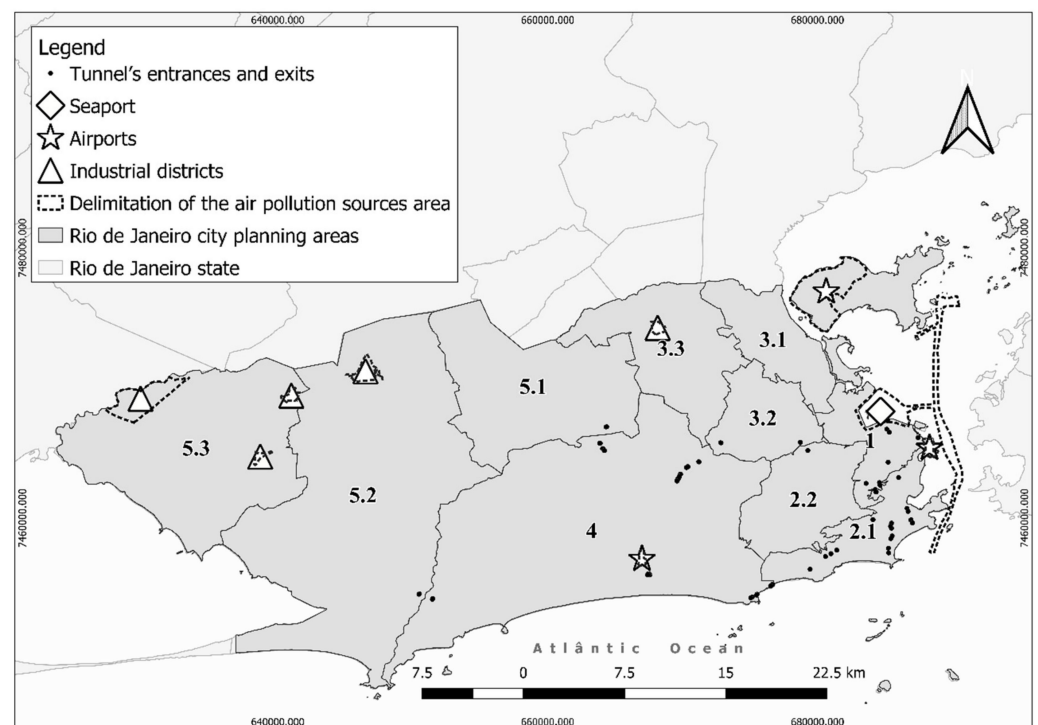 640000.000 660000.000 680000.000
Legend
Tunnel's entrances and exits
Seaport
Airports
Industrial districts
Delimitation of the air pollution sources area
Rio de Janeiro city planning areas
Rio de Janeiro state
N
7480000.000
7480000.000
3.1
3.3
5.1
3.2
1
5.3
5.2
2.2
4
2.1
7460000.000
7460000.000
Atlântic Ocean
7.5 0 7.5 15 22.5 km
640000.000 660000.000 680000.000